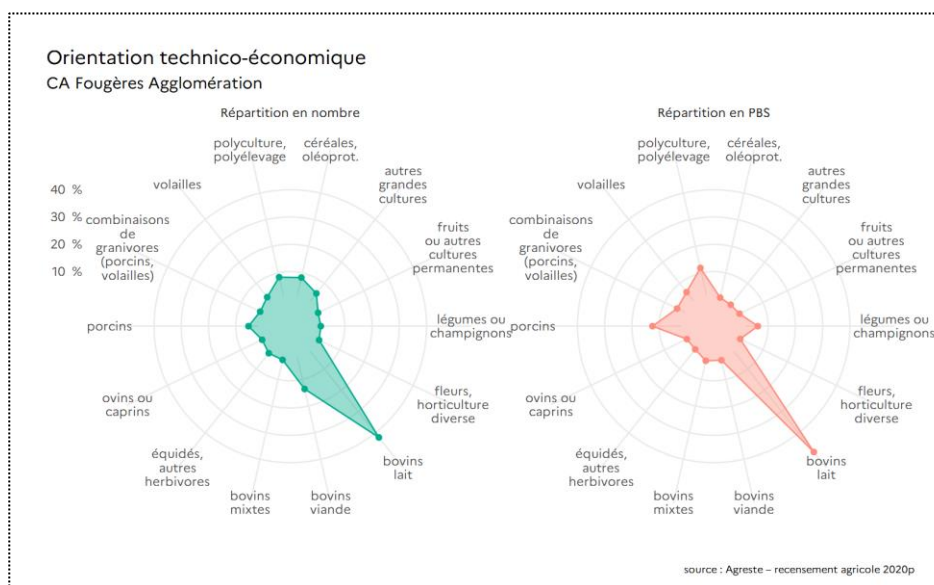 Orientation technico-économique
CA Fougères Agglomération
Répartition en nombre
polyculture,
polyélevage
céréales,
oléoprot.
autres
grandes
cultures
fruits
ou autres
cultures
permanentes
légumes ou
champignons
fleurs,
horticulture
diverse
bovins
lait
bovins
viande
bovins
mixtes
équidés,
autres
herbivores
ovins ou
caprins
porcins
combinaisons
de
granivores
(porcins,
volailles)
volailles
40 %
30 %
20 %
10 %
Répartition en PBS
polyculture,
polyélevage
céréales,
oléoprot.
autres
grandes
cultures
fruits
ou autres
cultures
permanentes
légumes ou
champignons
fleurs,
horticulture
diverse
bovins
lait
bovins
viande
bovins
mixtes
équidés,
autres
herbivores
ovins ou
caprins
porcins
combinaisons
de
granivores
(porcins,
volailles)
volailles
source : Agreste – recensement agricole 2020p